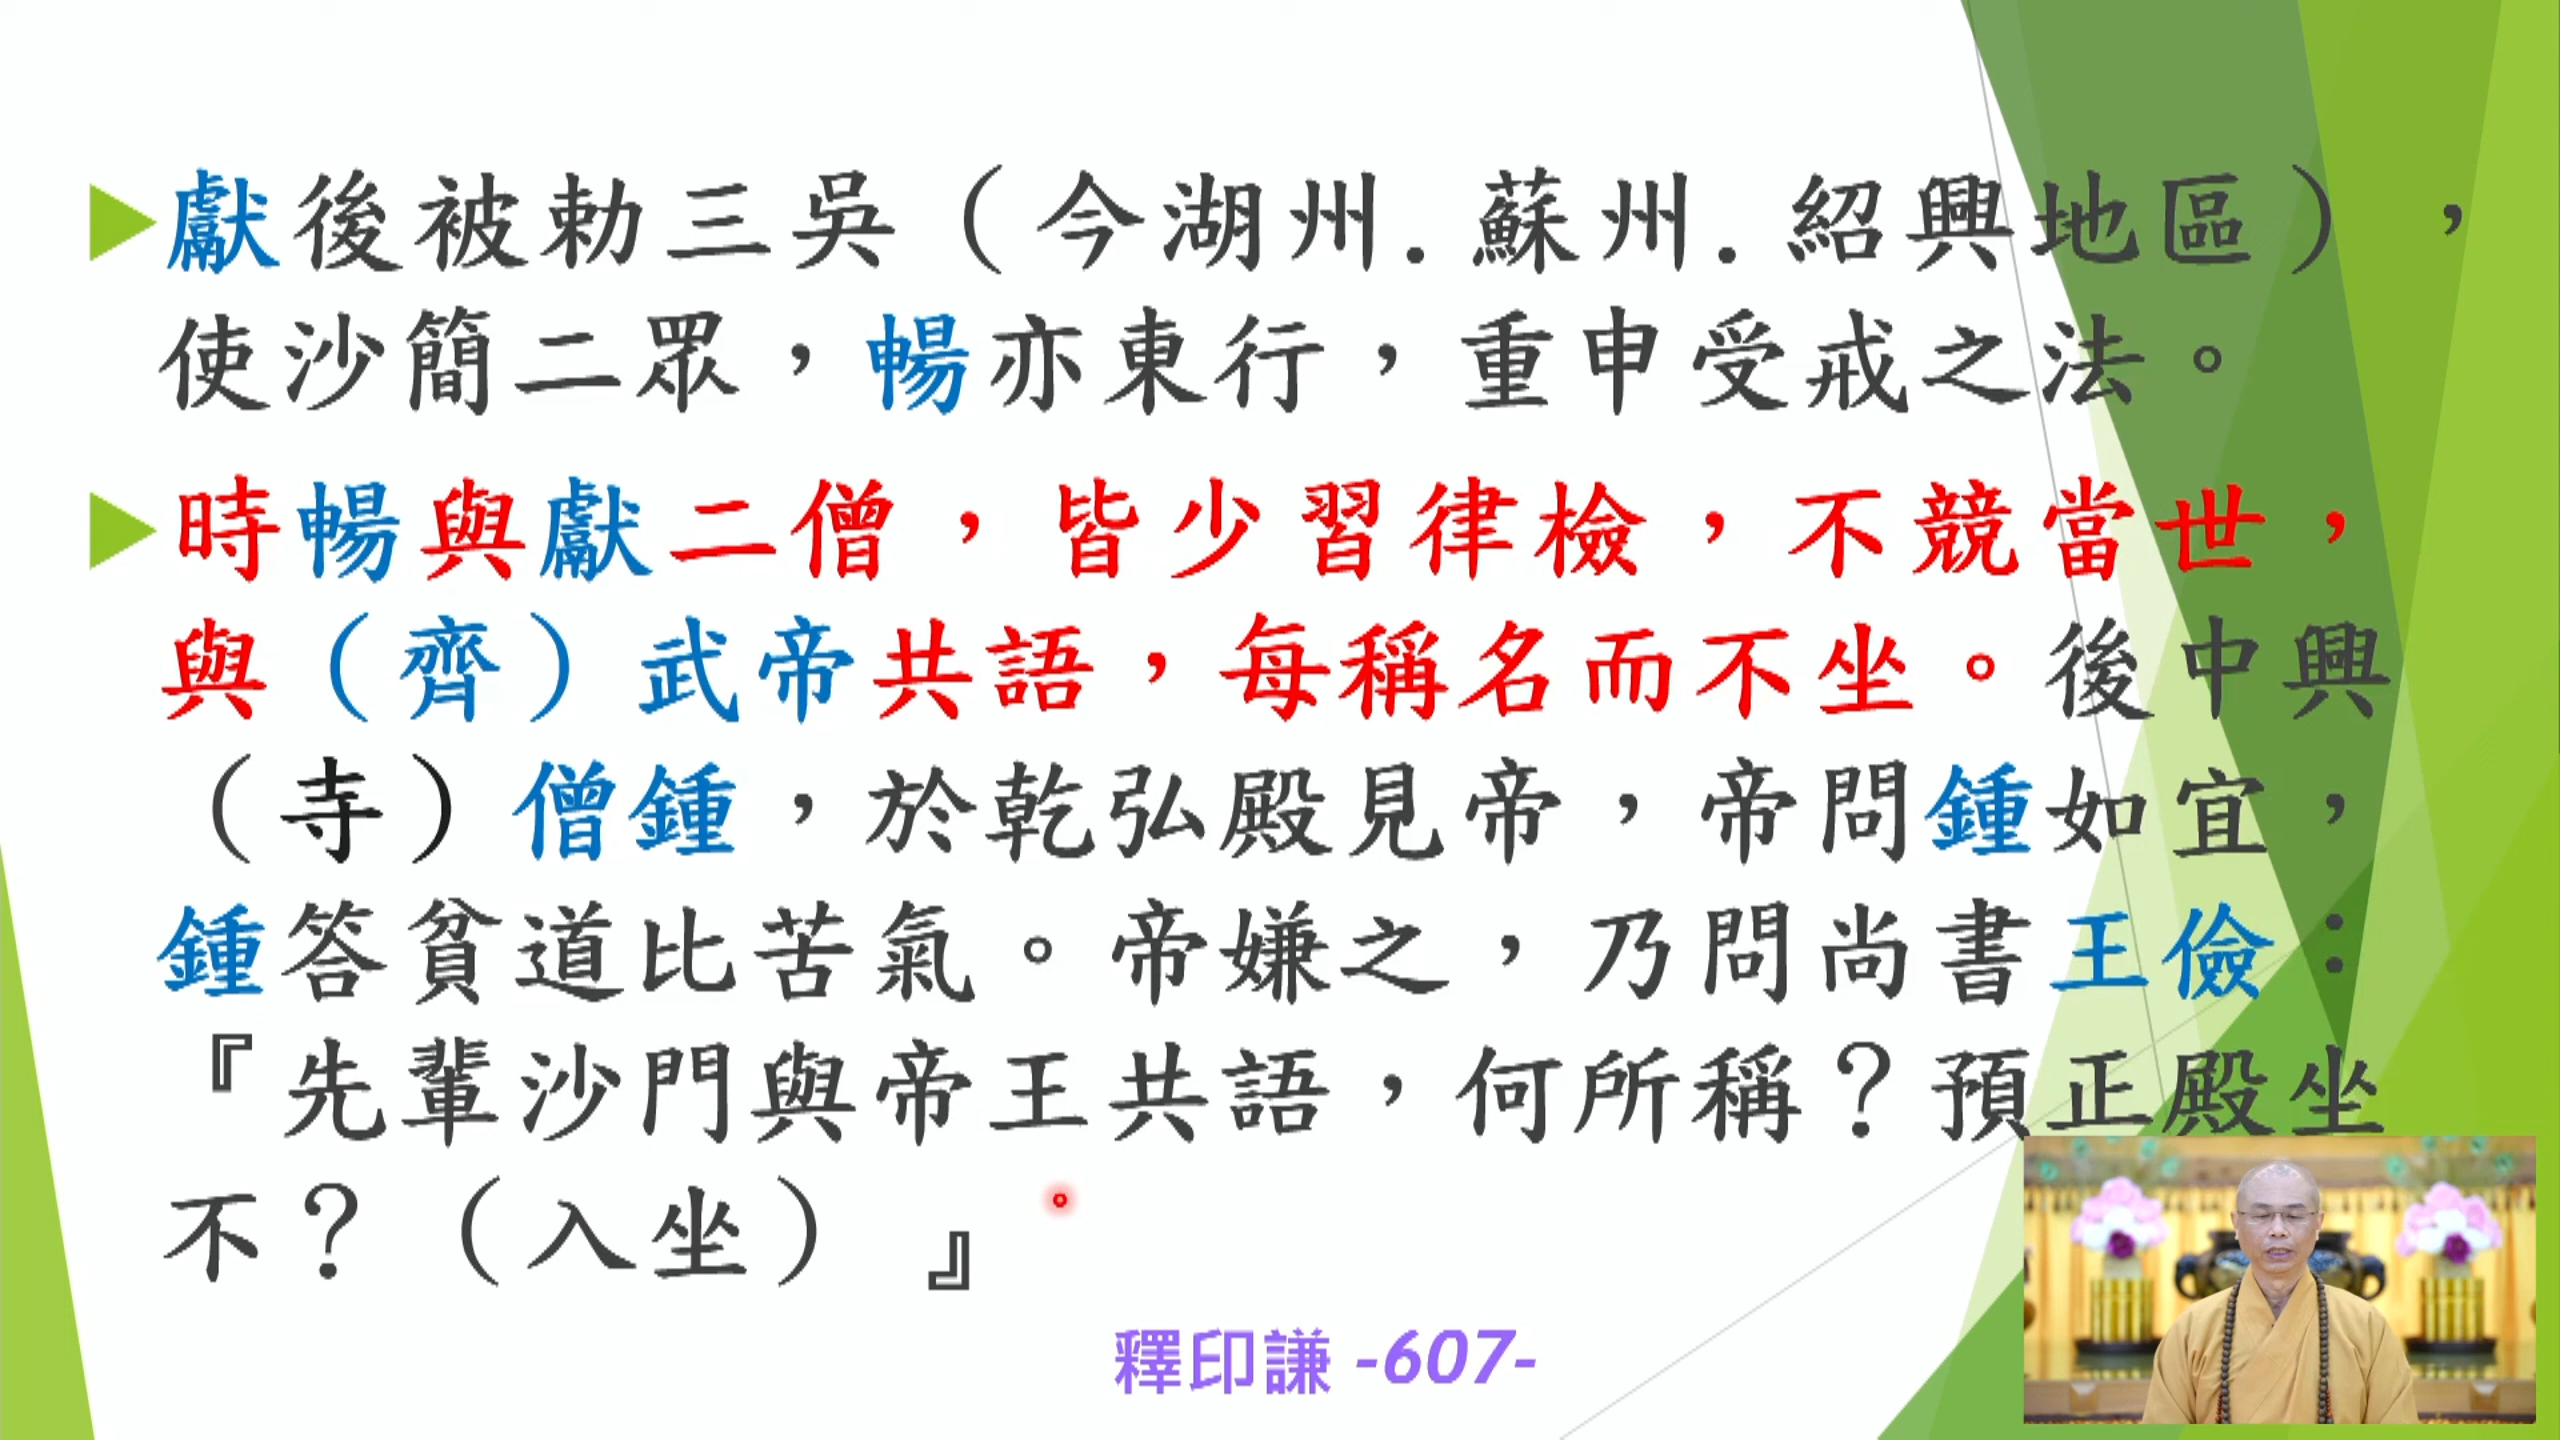 獻後被勅三吳（今湖州.蘇州.紹興地區），
使沙簡二眾，暢亦東行，重申受戒之法。
時暢與獻二僧，皆少習律檢，不競當世，
與（齊）武帝共語，每稱名而不坐。後中興
（寺）僧鍾，於乾弘殿見帝，帝問鍾如宜，
鍾答貧道比苦氣。帝嫌之，乃問尚書王儉：
『先輩沙門與帝王共語，何所稱？預正殿坐
不？（入坐）』
釋印謙 -607-